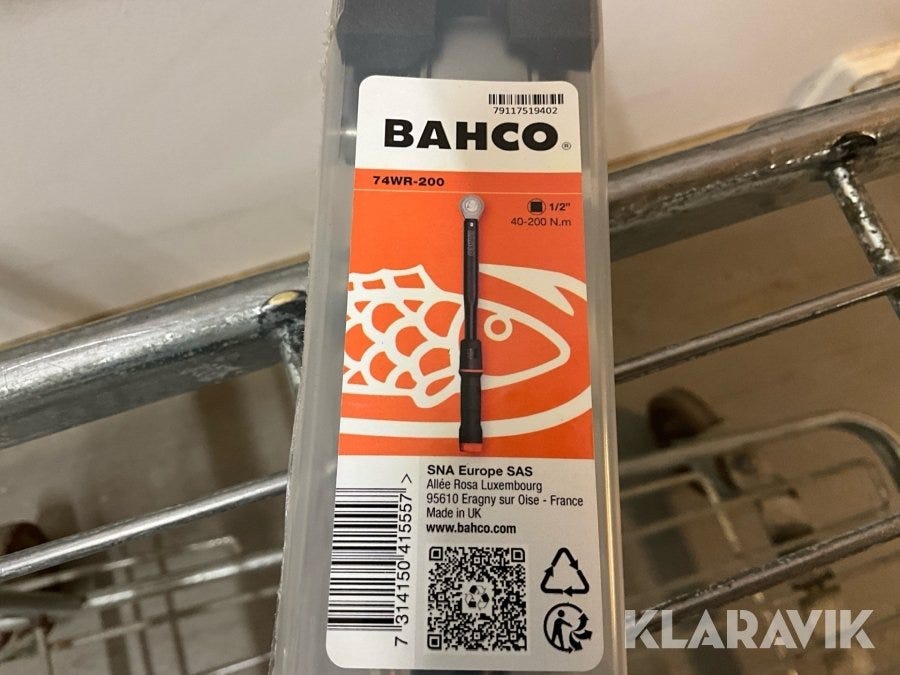 79117519402
BAHCO®
74WR-200
1/2"
40-200 N.m
SNA Europe SAS
Allée Rosa Luxembourg
95610 Eragny sur Oise - France
Made in UK
www.bahco.com
7 314150 415557 >
KLARAVIK